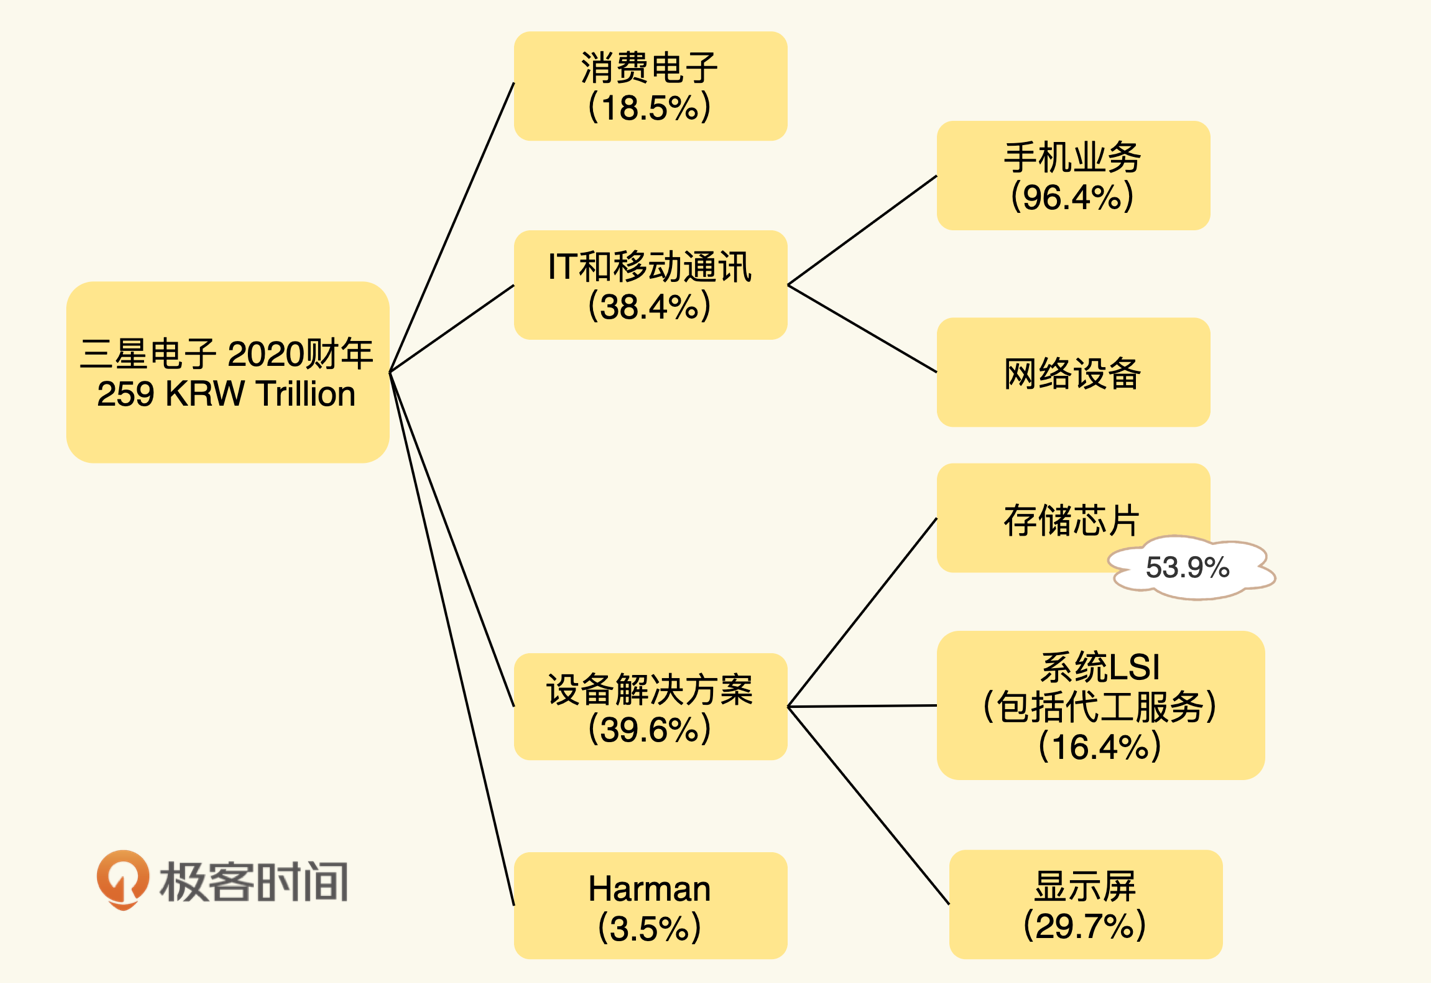 消费电子
(18.5%)
手机业务
(96.4%)
IT和移动通讯
(38.4%)
三星电子 2020财年
259 KRW Trillion
网络设备
存储芯片
53.9%
系统LSI
(包括代工服务)
(16.4%)
设备解决方案
(39.6%)
Harman
(3.5%)
显示屏
(29.7%)
极客时间